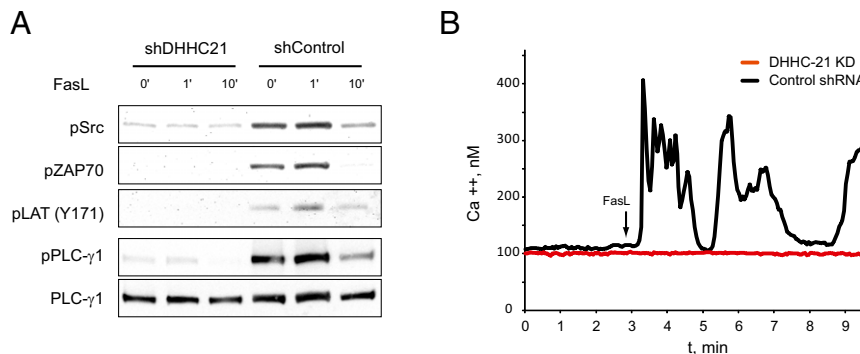 A
shDHHC21 shControl
FasL 0' 1' 10' 0' 1' 10'
pSrc
pZAP70
pLAT (Y171)
pPLC-γ1
PLC-γ1
B
DHHC-21 KD
Control shRNA
Ca ++, nM
400
300
200
100
0
FasL
0 1 2 3 4 5 6 7 8 9
t, min